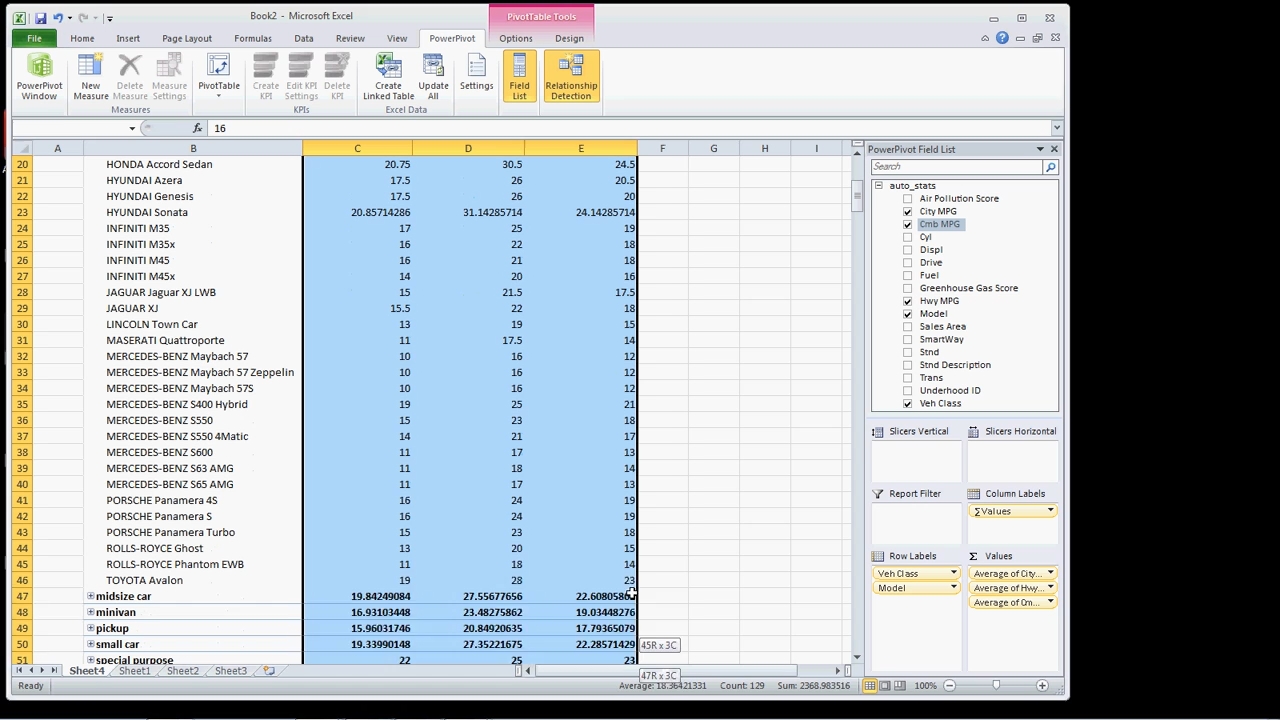 Book2 - Microsoft Excel
PivotTable Tools
File Home Insert Page Layout Formulas Data Review View PowerPivot Options Design
PowerPivot Window
New Measure
Delete Measure
Measure Settings
PivotTable
Create KPI
Edit KPI Settings
Delete KPI
Create Linked Table
Update All
Settings
Field List
Relationship Detection
Measures KPIs Excel Data
fx 16
A B C D E F G H I
20 HONDA Accord Sedan 20.75 30.5 24.5
21 HYUNDAI Azera 17.5 26 20.5
22 HYUNDAI Genesis 17.5 26 20
23 HYUNDAI Sonata 20.85714286 31.14285714 24.14285714
24 INFINITI M35 17 25 19
25 INFINITI M35x 16 22 18
26 INFINITI M45 16 21 18
27 INFINITI M45x 14 20 16
28 JAGUAR Jaguar XJ LWB 15 21.5 17.5
29 JAGUAR XJ 15.5 22 18
30 LINCOLN Town Car 13 19 15
31 MASERATI Quattroporte 11 17.5 14
32 MERCEDES-BENZ Maybach 57 10 16 12
33 MERCEDES-BENZ Maybach 57 Zeppelin 10 16 12
34 MERCEDES-BENZ Maybach 57S 10 16 12
35 MERCEDES-BENZ S400 Hybrid 19 25 21
36 MERCEDES-BENZ S550 15 23 18
37 MERCEDES-BENZ S550 4Matic 14 21 17
38 MERCEDES-BENZ S600 11 17 13
39 MERCEDES-BENZ S63 AMG 11 18 14
40 MERCEDES-BENZ S65 AMG 11 17 13
41 PORSCHE Panamera 4S 16 24 19
42 PORSCHE Panamera S 16 24 19
43 PORSCHE Panamera Turbo 15 23 18
44 ROLLS-ROYCE Ghost 13 20 15
45 ROLLS-ROYCE Phantom EWB 11 18 14
46 TOYOTA Avalon 19 28 23
47 midsize car 19.84249084 27.55677656
48 minivan 16.93103448 23.48275862 19.03448276
49 pickup 15.96031746 20.84920635 17.79365079
50 small car 19.33990148 27.35221675 22.28571429
51 special purpose 22 25 23
45R x 3C
47R x 3C
Sheet4 Sheet1 Sheet2 Sheet3
Ready Average: 18.36421331 Count: 129 Sum: 2368.983516 100%
PowerPivot Field List
Search
auto_stats
Air Pollution Score
City MPG
Cmb MPG
Cyl
Displ
Drive
Fuel
Greenhouse Gas Score
Hwy MPG
Model
Sales Area
SmartWay
Stnd
Stnd Description
Trans
Underhood ID
Veh Class
Slicers Vertical Slicers Horizontal
Report Filter Column Labels
Σ Values
Row Labels Σ Values
Veh Class Average of City...
Model Average of Hwy...
Average of Cm...